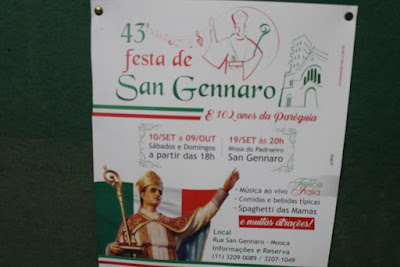 43ª
festa de
San Gennaro
E 102 anos da Paróquia
10/SET a 09/OUT
Sábados e Domingos
a partir das 18h
19/SET às 20h
Missa do Padroeiro
San Gennaro
Italia
• Música ao vivo
• Comidas e bebidas típicas
• Spaghetti das Mamas
e muitas atrações!
Local
Rua San Gennaro - Mooca
Informações e Reserva
(11) 3209-0089 / 3207-1049